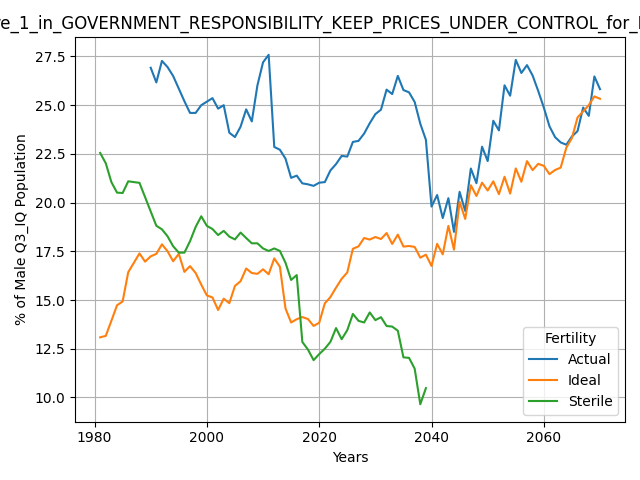 re_1_in_GOVERNMENT_RESPONSIBILITY_KEEP_PRICES_UNDER_CONTROL_for_
27.5
25.0
22.5
20.0
17.5
15.0
12.5
10.0
% of Male Q3_IQ Population
1980
2000
2020
2040
2060
Years
Fertility
Actual
Ideal
Sterile